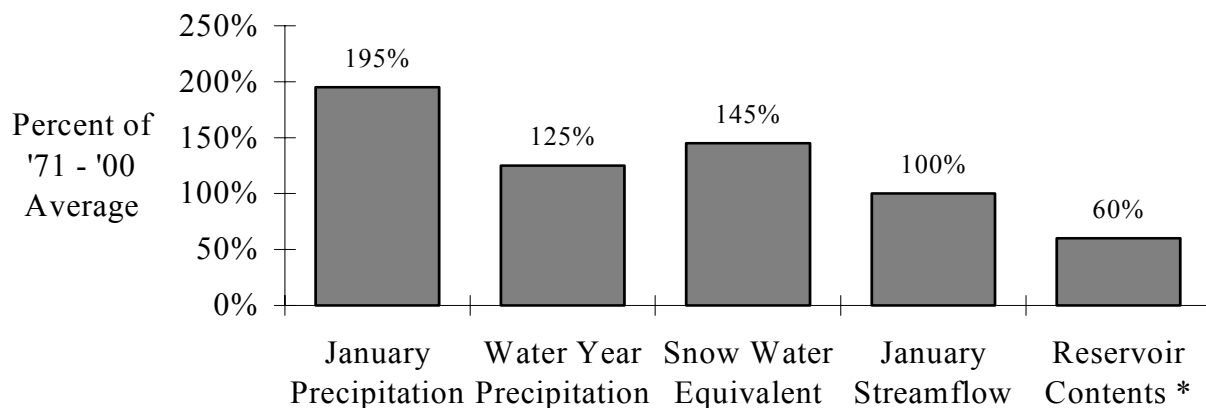 250%
200%
150%
100%
50%
0%
Percent of
'71 - '00
Average
195%
125%
145%
100%
60%
January
Precipitation
Water Year
Precipitation
Snow Water
Equivalent
January
Streamflow
Reservoir
Contents *